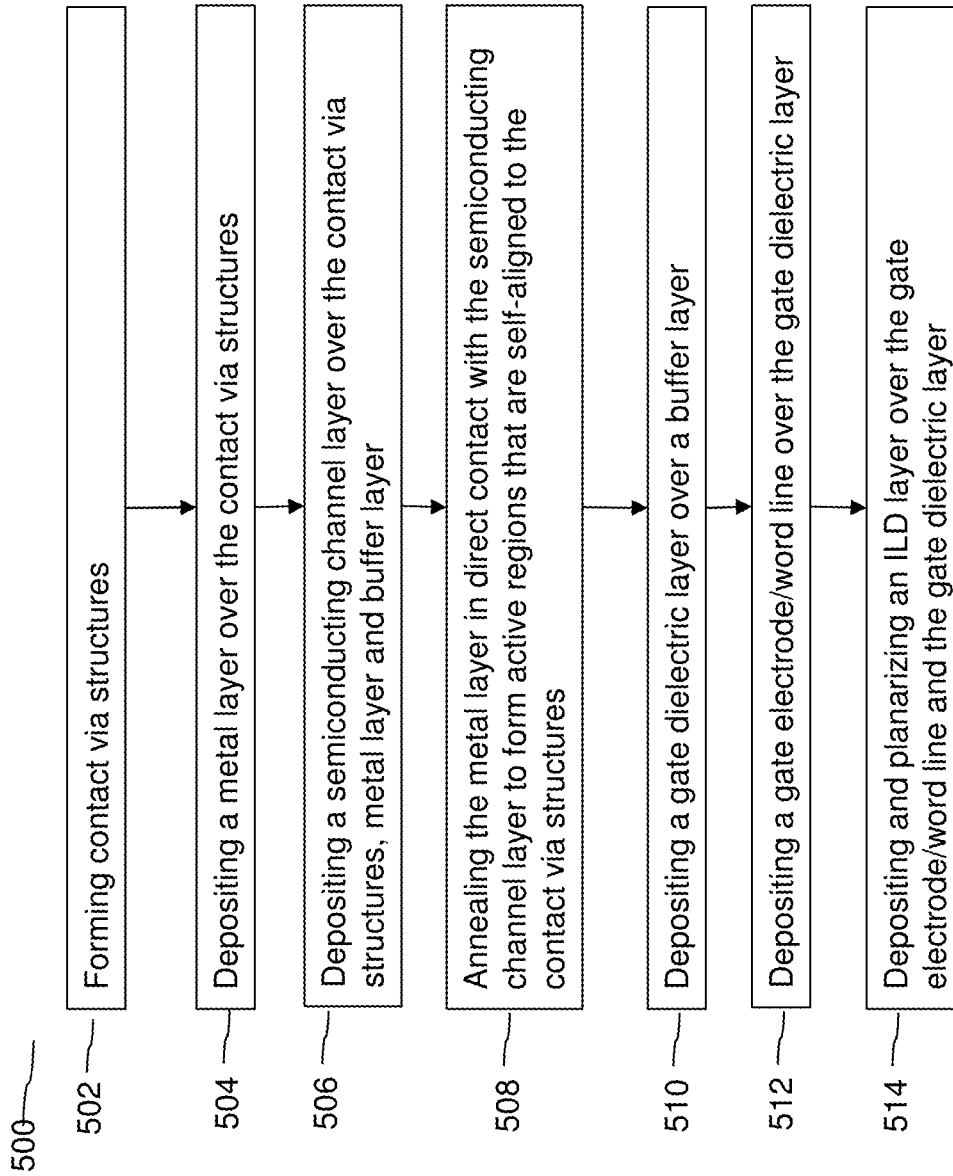 500
502
Forming contact via structures
504
Depositing a metal layer over the contact via structures
506
Depositing a semiconducting channel layer over the contact via
structures, metal layer and buffer layer
508
Annealing the metal layer in direct contact with the semiconducting
channel layer to form active regions that are self-aligned to the
contact via structures
510
Depositing a gate dielectric layer over a buffer layer
512
Depositing a gate electrode/word line over the gate dielectric layer
514
Depositing and planarizing an ILD layer over the gate
electrode/word line and the gate dielectric layer